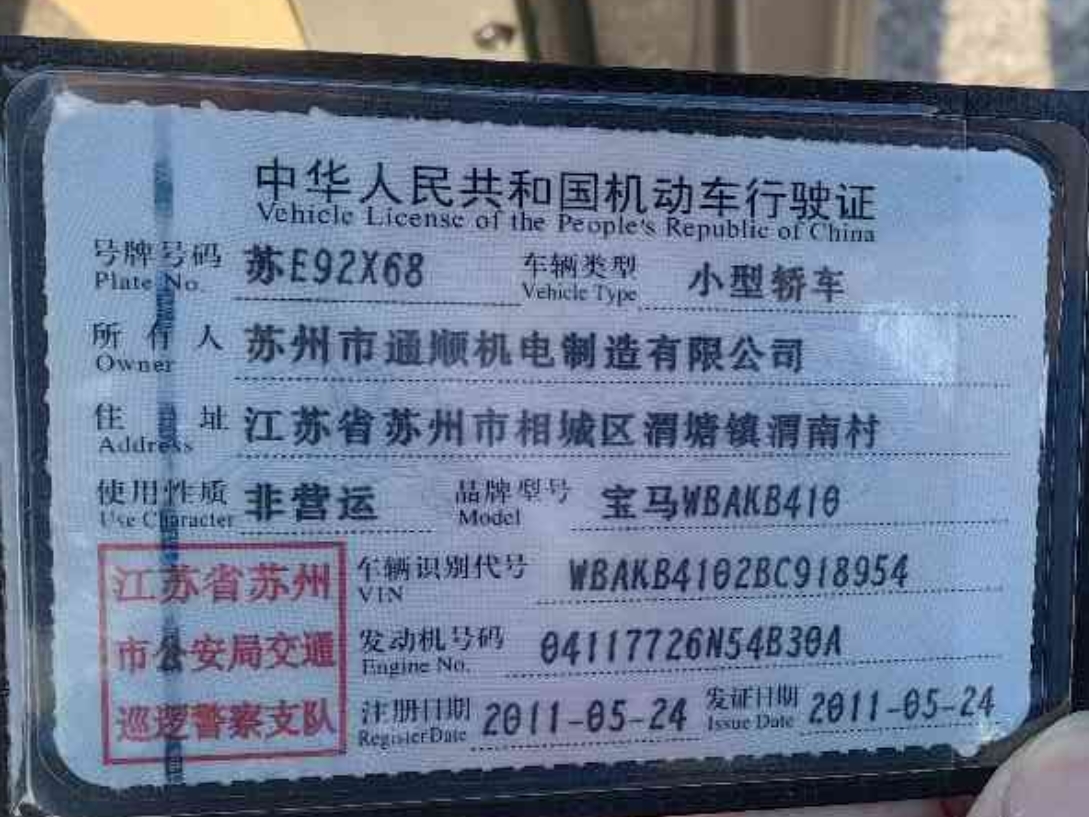 中华人民共和国机动车行驶证
Vehicle License of the People's Republic of China
号牌号码 苏E92X68 车辆类型 小型轿车
Plate No. Vehicle Type
所有人 苏州市通顺机电制造有限公司
Owner
住址 江苏省苏州市相城区渭塘镇渭南村
Address
使用性质 非营运 品牌型号 宝马WBAKB410
Use Character Model
江苏省苏州 车辆识别代号 WBAKB4102BC918954
VIN
市公安局交通 发动机号码 04117726N54B30A
Engine No.
巡逻警察支队 注册日期 2011-05-24 发证日期 2011-05-24
Register Date Issue Date